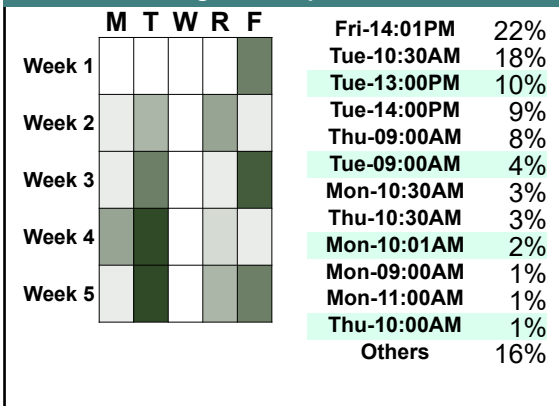 M T W R F
Week 1
Week 2
Week 3
Week 4
Week 5
Fri-14:01PM 22%
Tue-10:30AM 18%
Tue-13:00PM 10%
Tue-14:00PM 9%
Thu-09:00AM 8%
Tue-09:00AM 4%
Mon-10:30AM 3%
Thu-10:30AM 3%
Mon-10:01AM 2%
Mon-09:00AM 1%
Mon-11:00AM 1%
Thu-10:00AM 1%
Others 16%